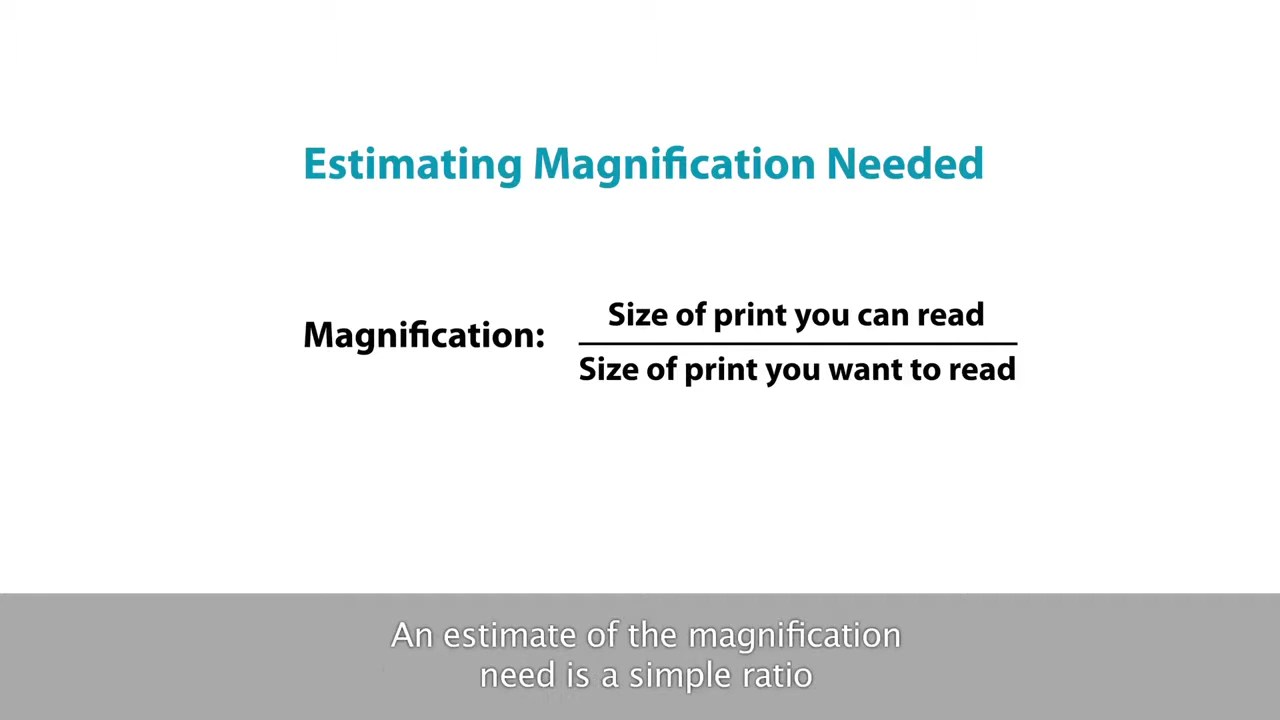 Estimating Magnification Needed
Magnification:
Size of print you can read
Size of print you want to read
An estimate of the magnification
need is a simple ratio